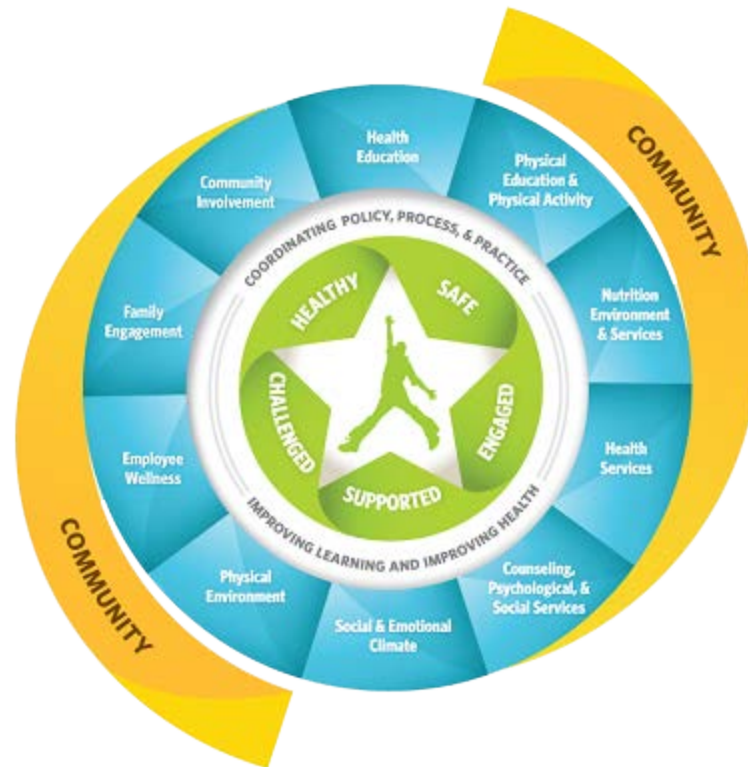 COMMUNITY
Health
Education
Physical
Education &
Physical Activity
Nutrition
Environment
& Services
Health
Services
Counseling,
Psychological, &
Social Services
Social & Emotional
Climate
Physical
Environment
Employee
Wellness
Family
Engagement
Community
Involvement
COORDINATING POLICY, PROCESS, & PRACTICE
IMPROVING LEARNING AND IMPROVING HEALTH
HEALTHY
SAFE
ENGAGED
SUPPORTED
CHALLENGED
COMMUNITY